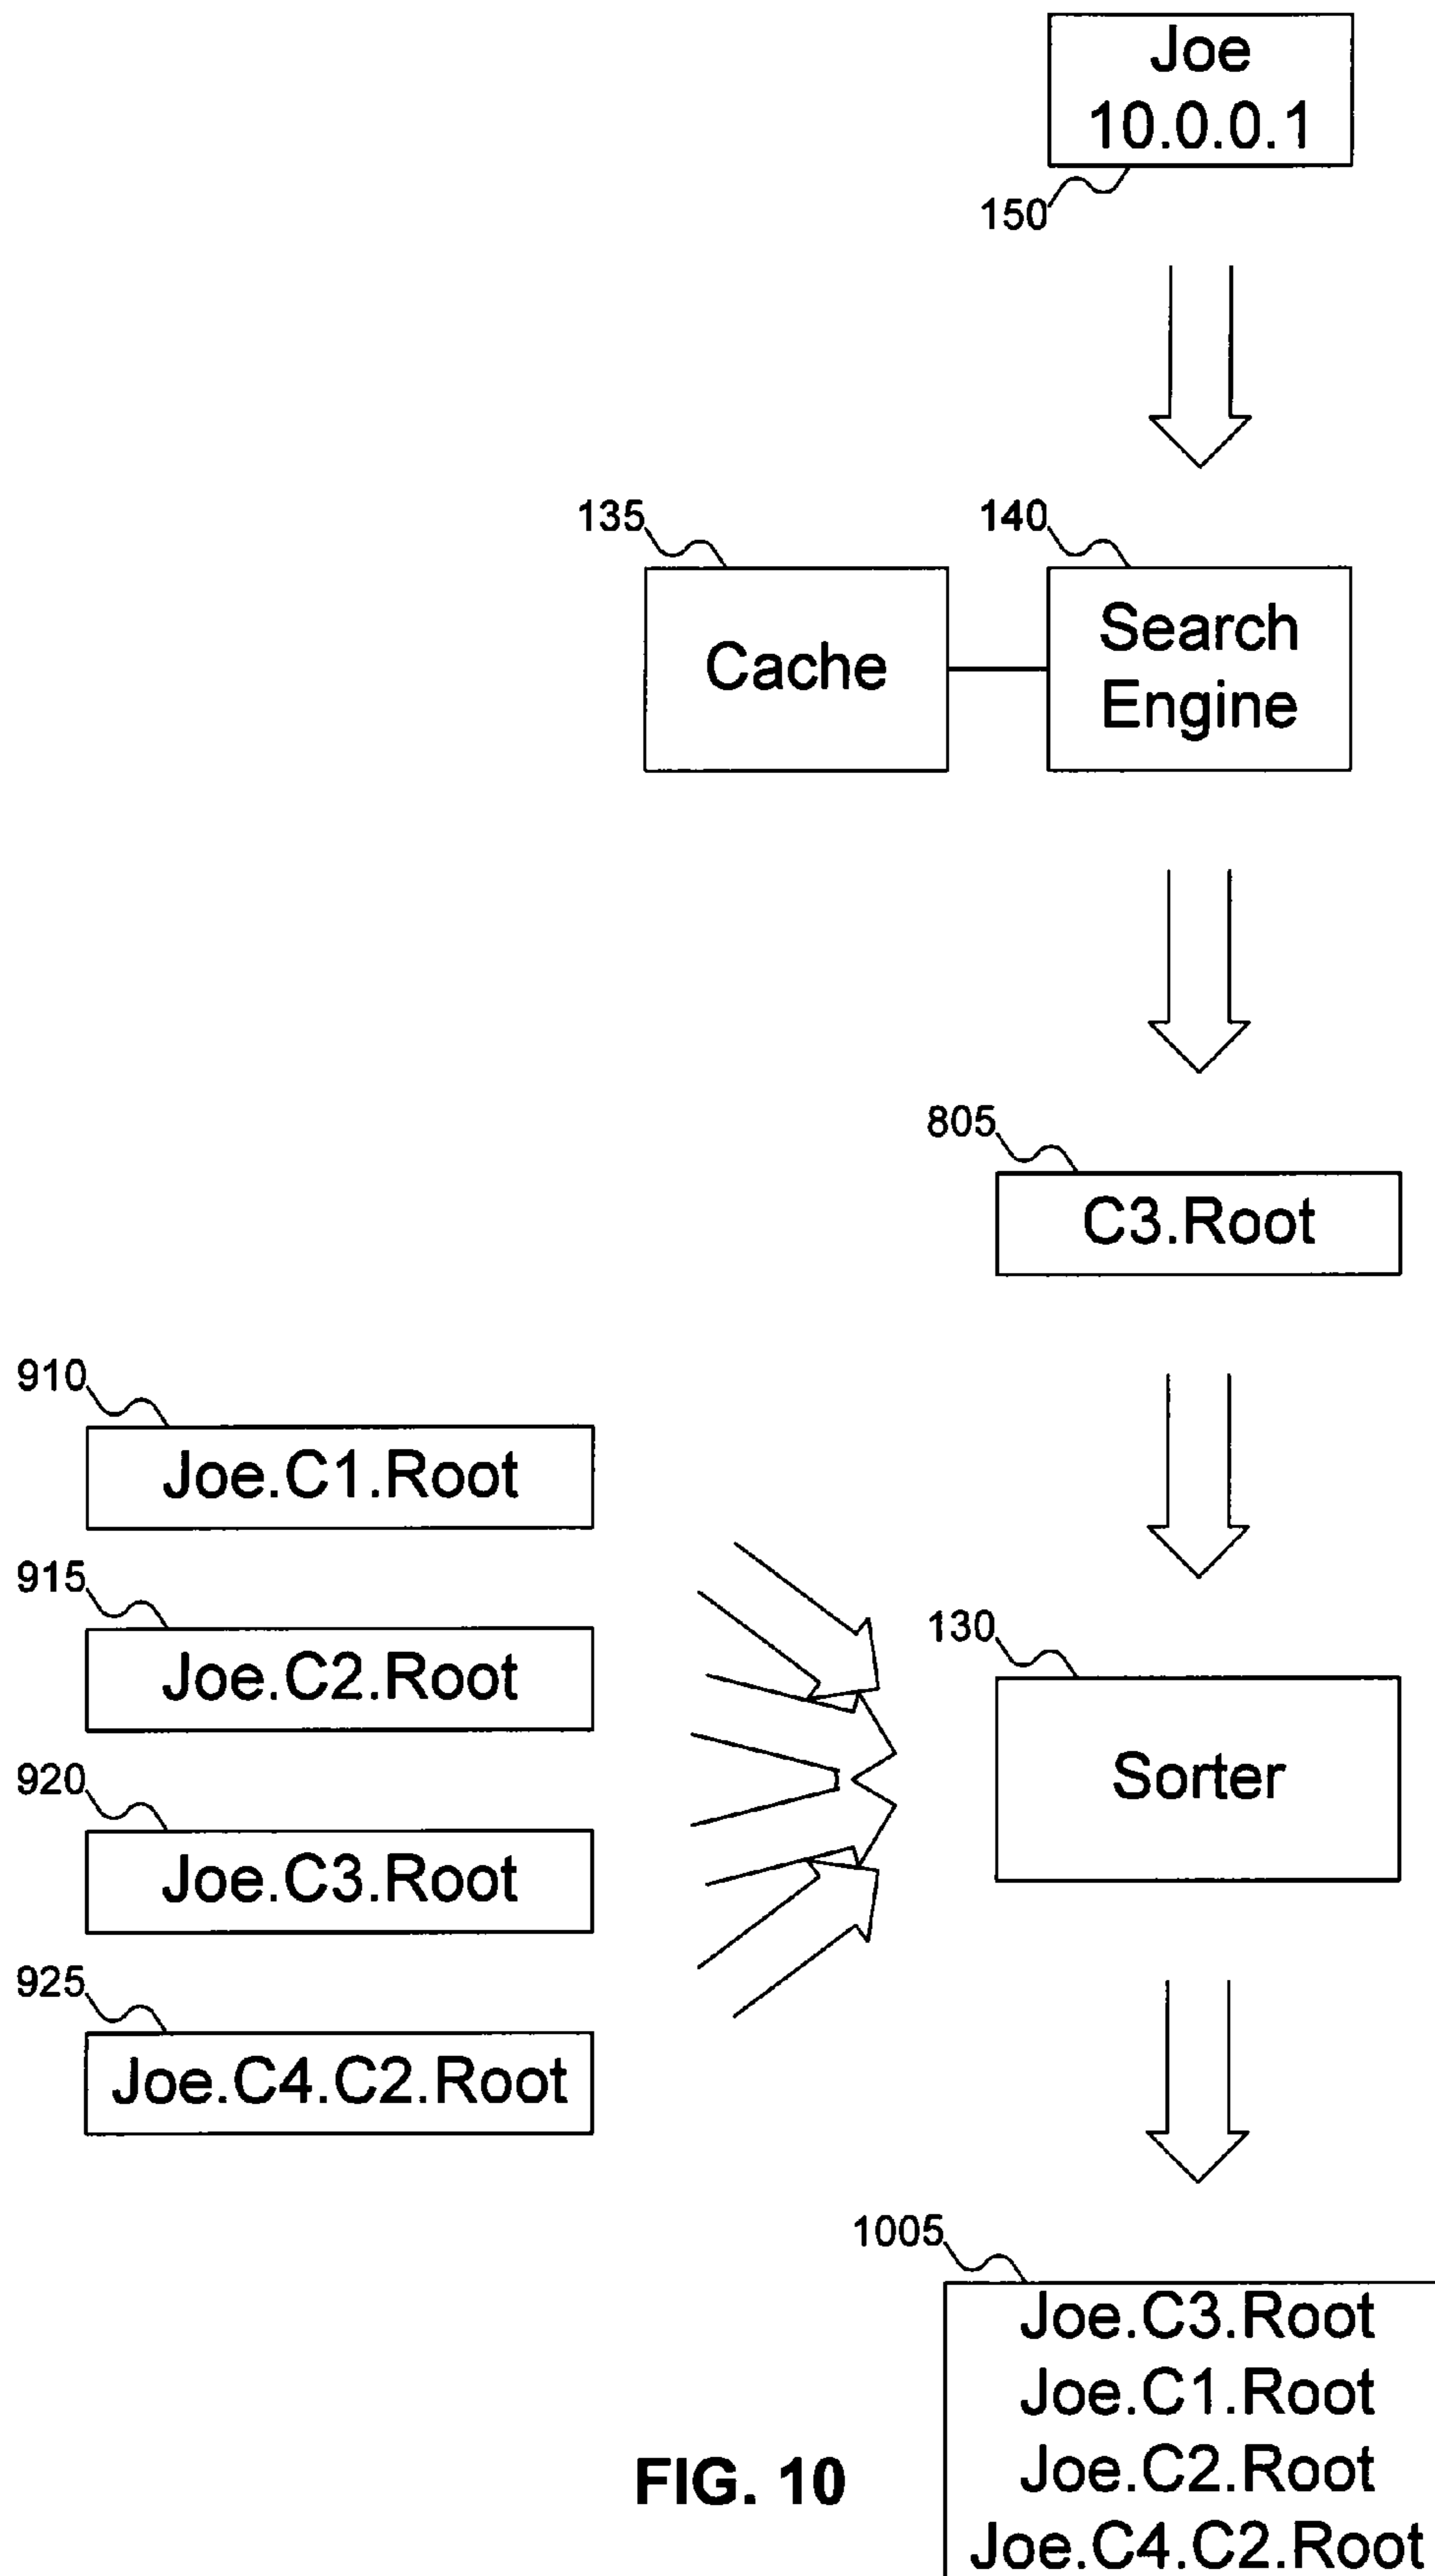 Joe
10.0.0.1
150
135
140
Cache
Search
Engine
805
C3.Root
910
Joe.C1.Root
915
Joe.C2.Root
130
920
Sorter
Joe.C3.Root
925
Joe.C4.C2.Root
1005
Joe.C3.Root
Joe.C1.Root
Joe.C2.Root
Joe.C4.C2.Root
FIG. 10